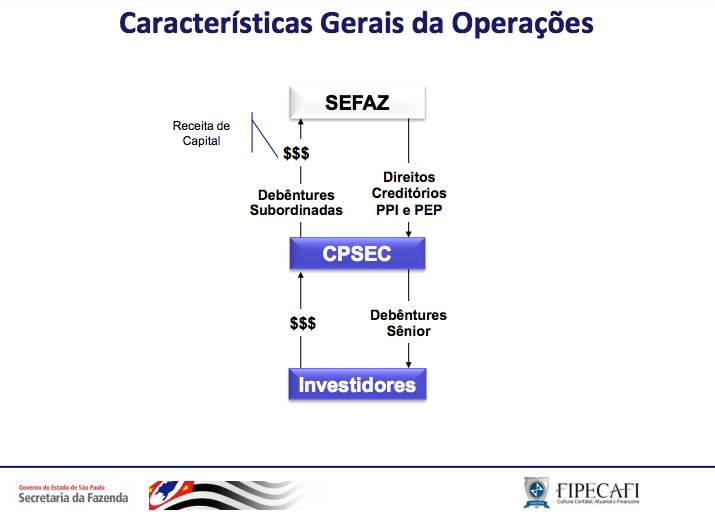 Características Gerais da Operações
SEFAZ
Receita de
Capital
$$$
Direitos
Creditórios
PPI e PEP
Debêntures
Subordinadas
CPSEC
$$$
Debêntures
Sênior
Investidores
Governo do Estado de São Paulo
Secretaria da Fazenda
FIPECAFI
Cultura Contábil, Atuarial e Financeira